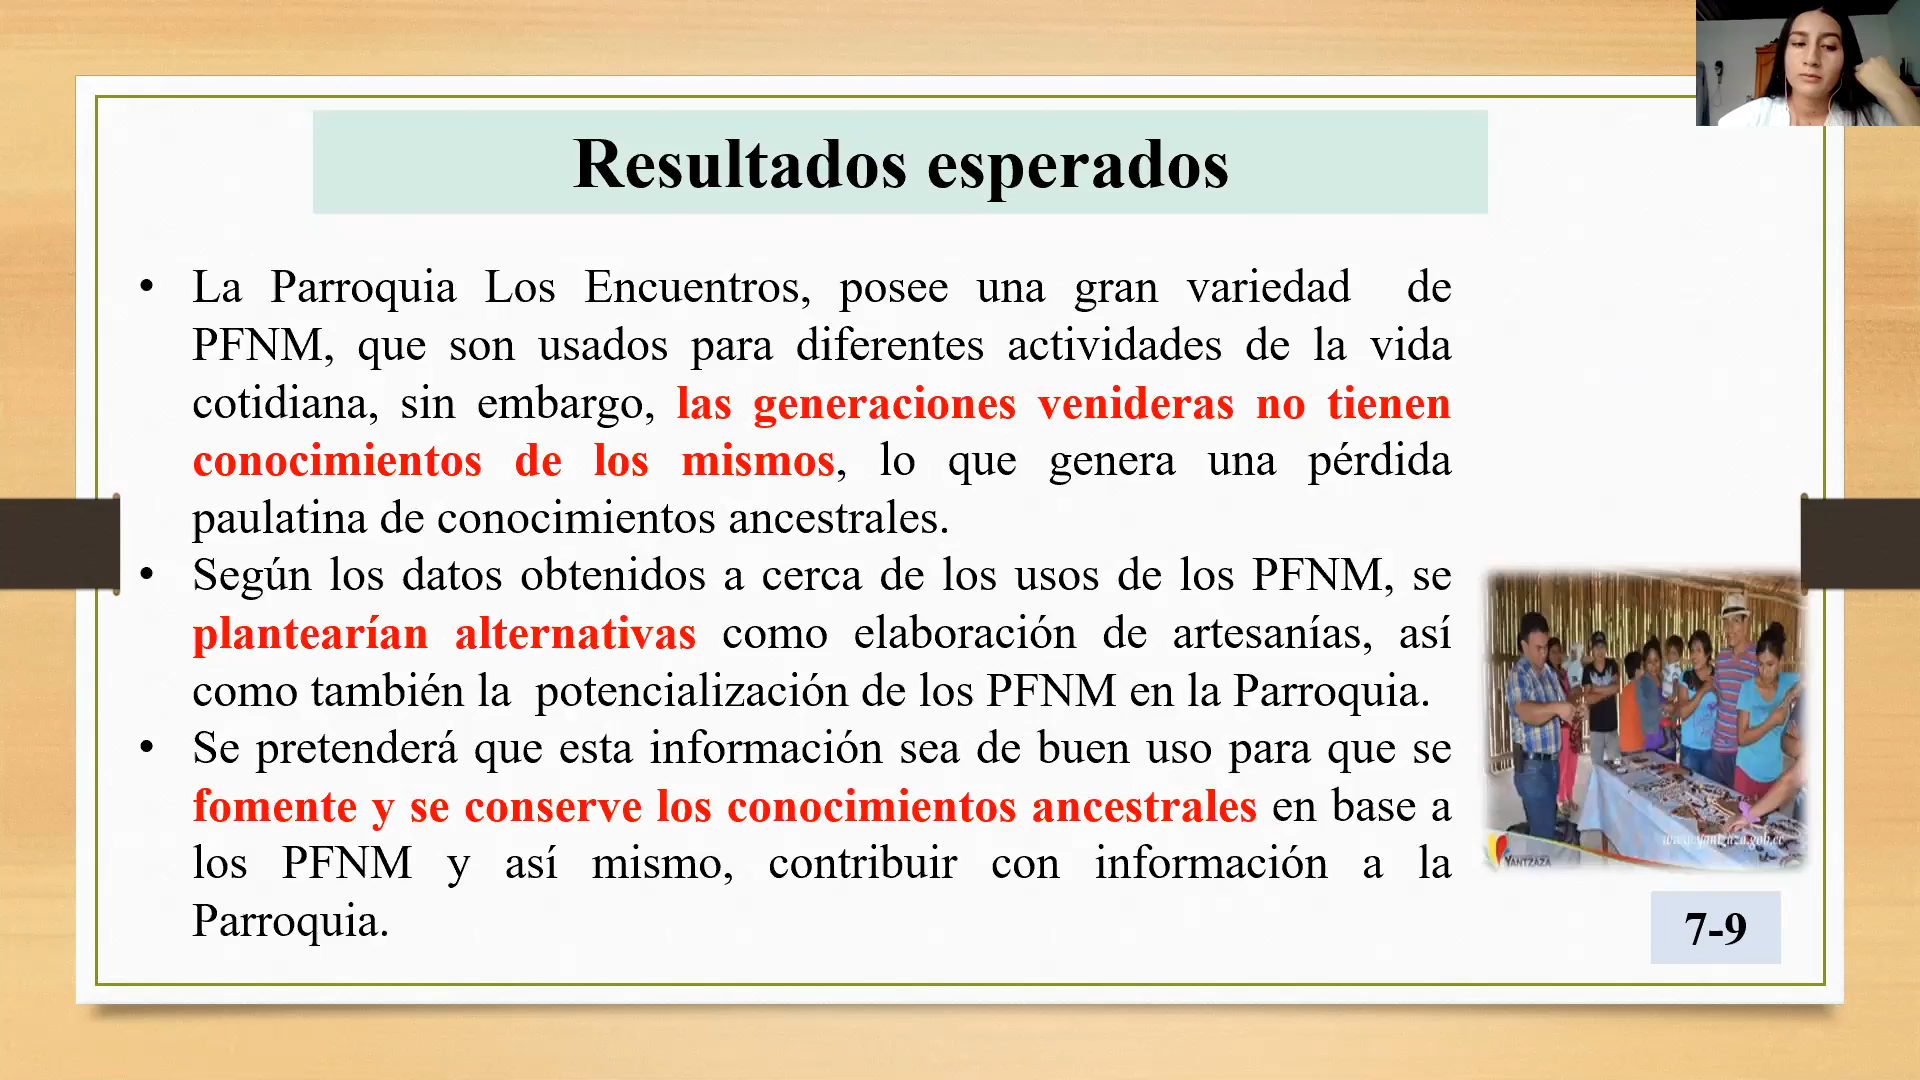 Resultados esperados
• La Parroquia Los Encuentros, posee una gran variedad de
PFNM, que son usados para diferentes actividades de la vida
cotidiana, sin embargo, las generaciones venideras no tienen
conocimientos de los mismos, lo que genera una pérdida
paulatina de conocimientos ancestrales.
• Según los datos obtenidos a cerca de los usos de los PFNM, se
plantearían alternativas como elaboración de artesanías, así
como también la potencialización de los PFNM en la Parroquia.
• Se pretenderá que esta información sea de buen uso para que se
fomente y se conserve los conocimientos ancestrales en base a
los PFNM y así mismo, contribuir con información a la
Parroquia.
www.yantzaza.gob.ec
YANTZAZA
7-9